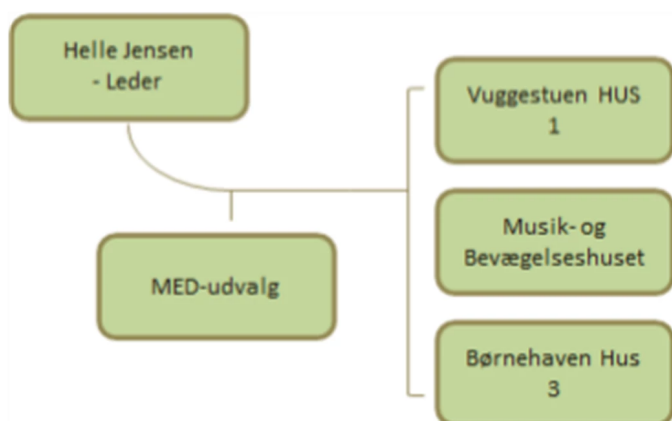 Helle Jensen
- Leder
Vuggestuen HUS
1
Musik- og
Bevægelseshuset
MED-udvalg
Børnehaven Hus
3